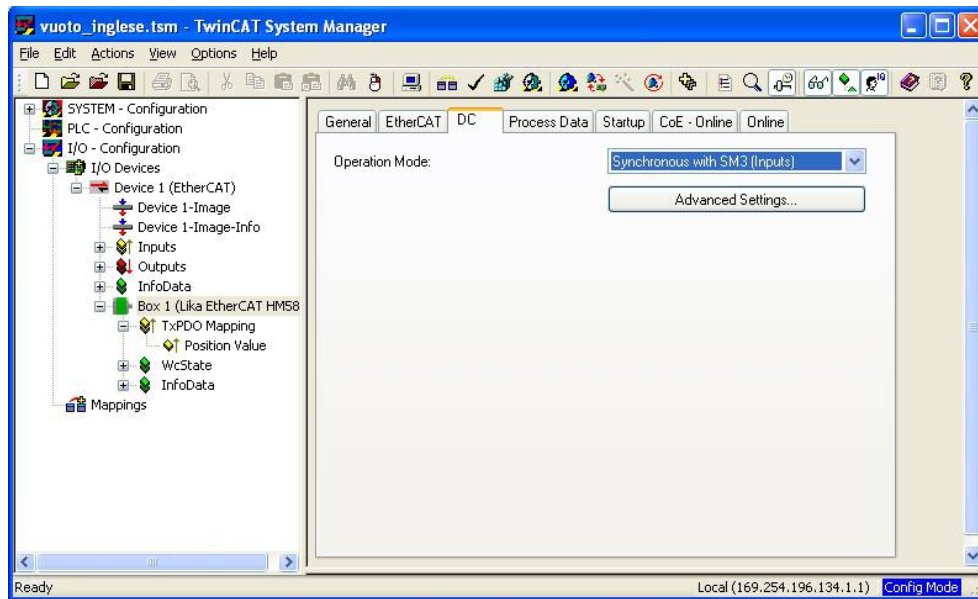 vuoto_inglese.tsm - TwinCAT System Manager
File Edit Actions View Options Help
SYSTEM - Configuration
PLC - Configuration
I/O - Configuration
I/O Devices
Device 1 (EtherCAT)
Device 1-Image
Device 1-Image-Info
Inputs
Outputs
InfoData
Box 1 (Lika EtherCAT HM58
TxPDO Mapping
Position Value
WcState
InfoData
Mappings
General EtherCAT DC Process Data Startup CoE - Online Online
Operation Mode: Synchronous with SM3 (Inputs)
Advanced Settings...
Ready Local (169.254.196.134.1.1) Config Mode